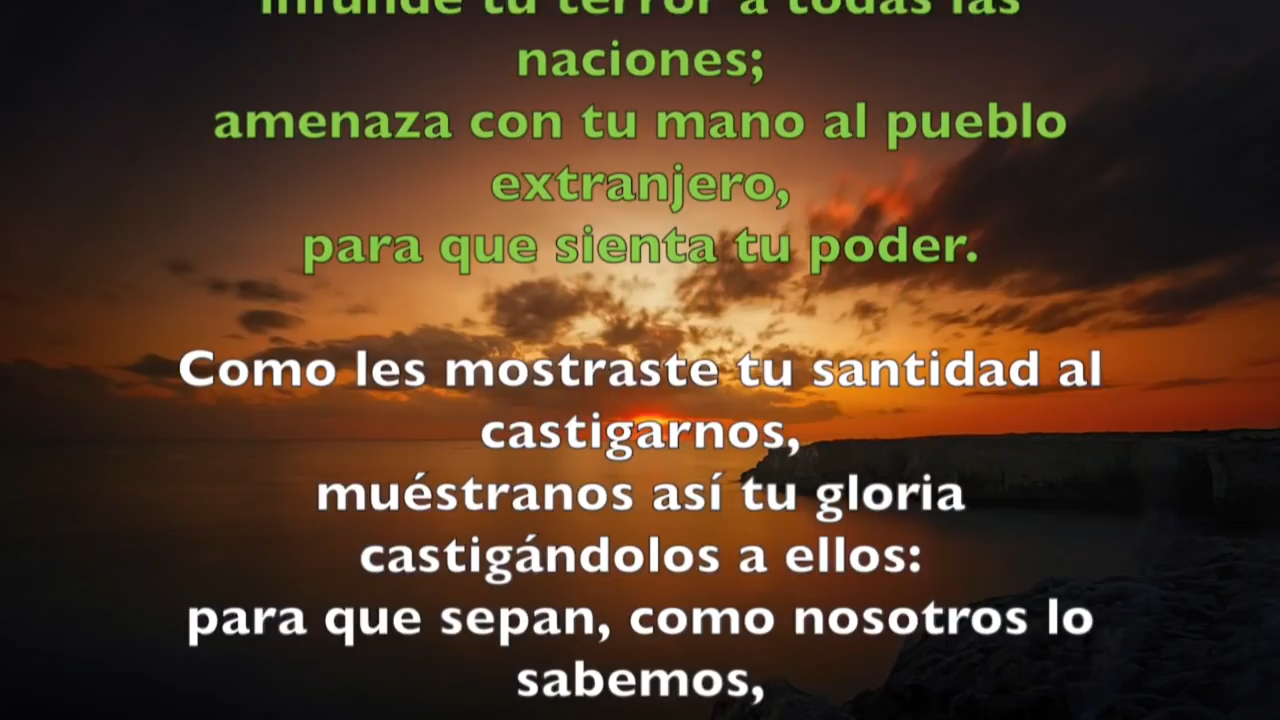 infunde tu terror a todas las
naciones;
amenaza con tu mano al pueblo
extranjero,
para que sienta tu poder.
Como les mostraste tu santidad al
castigarnos,
muéstranos así tu gloria
castigándolos a ellos:
para que sepan, como nosotros lo
sabemos,